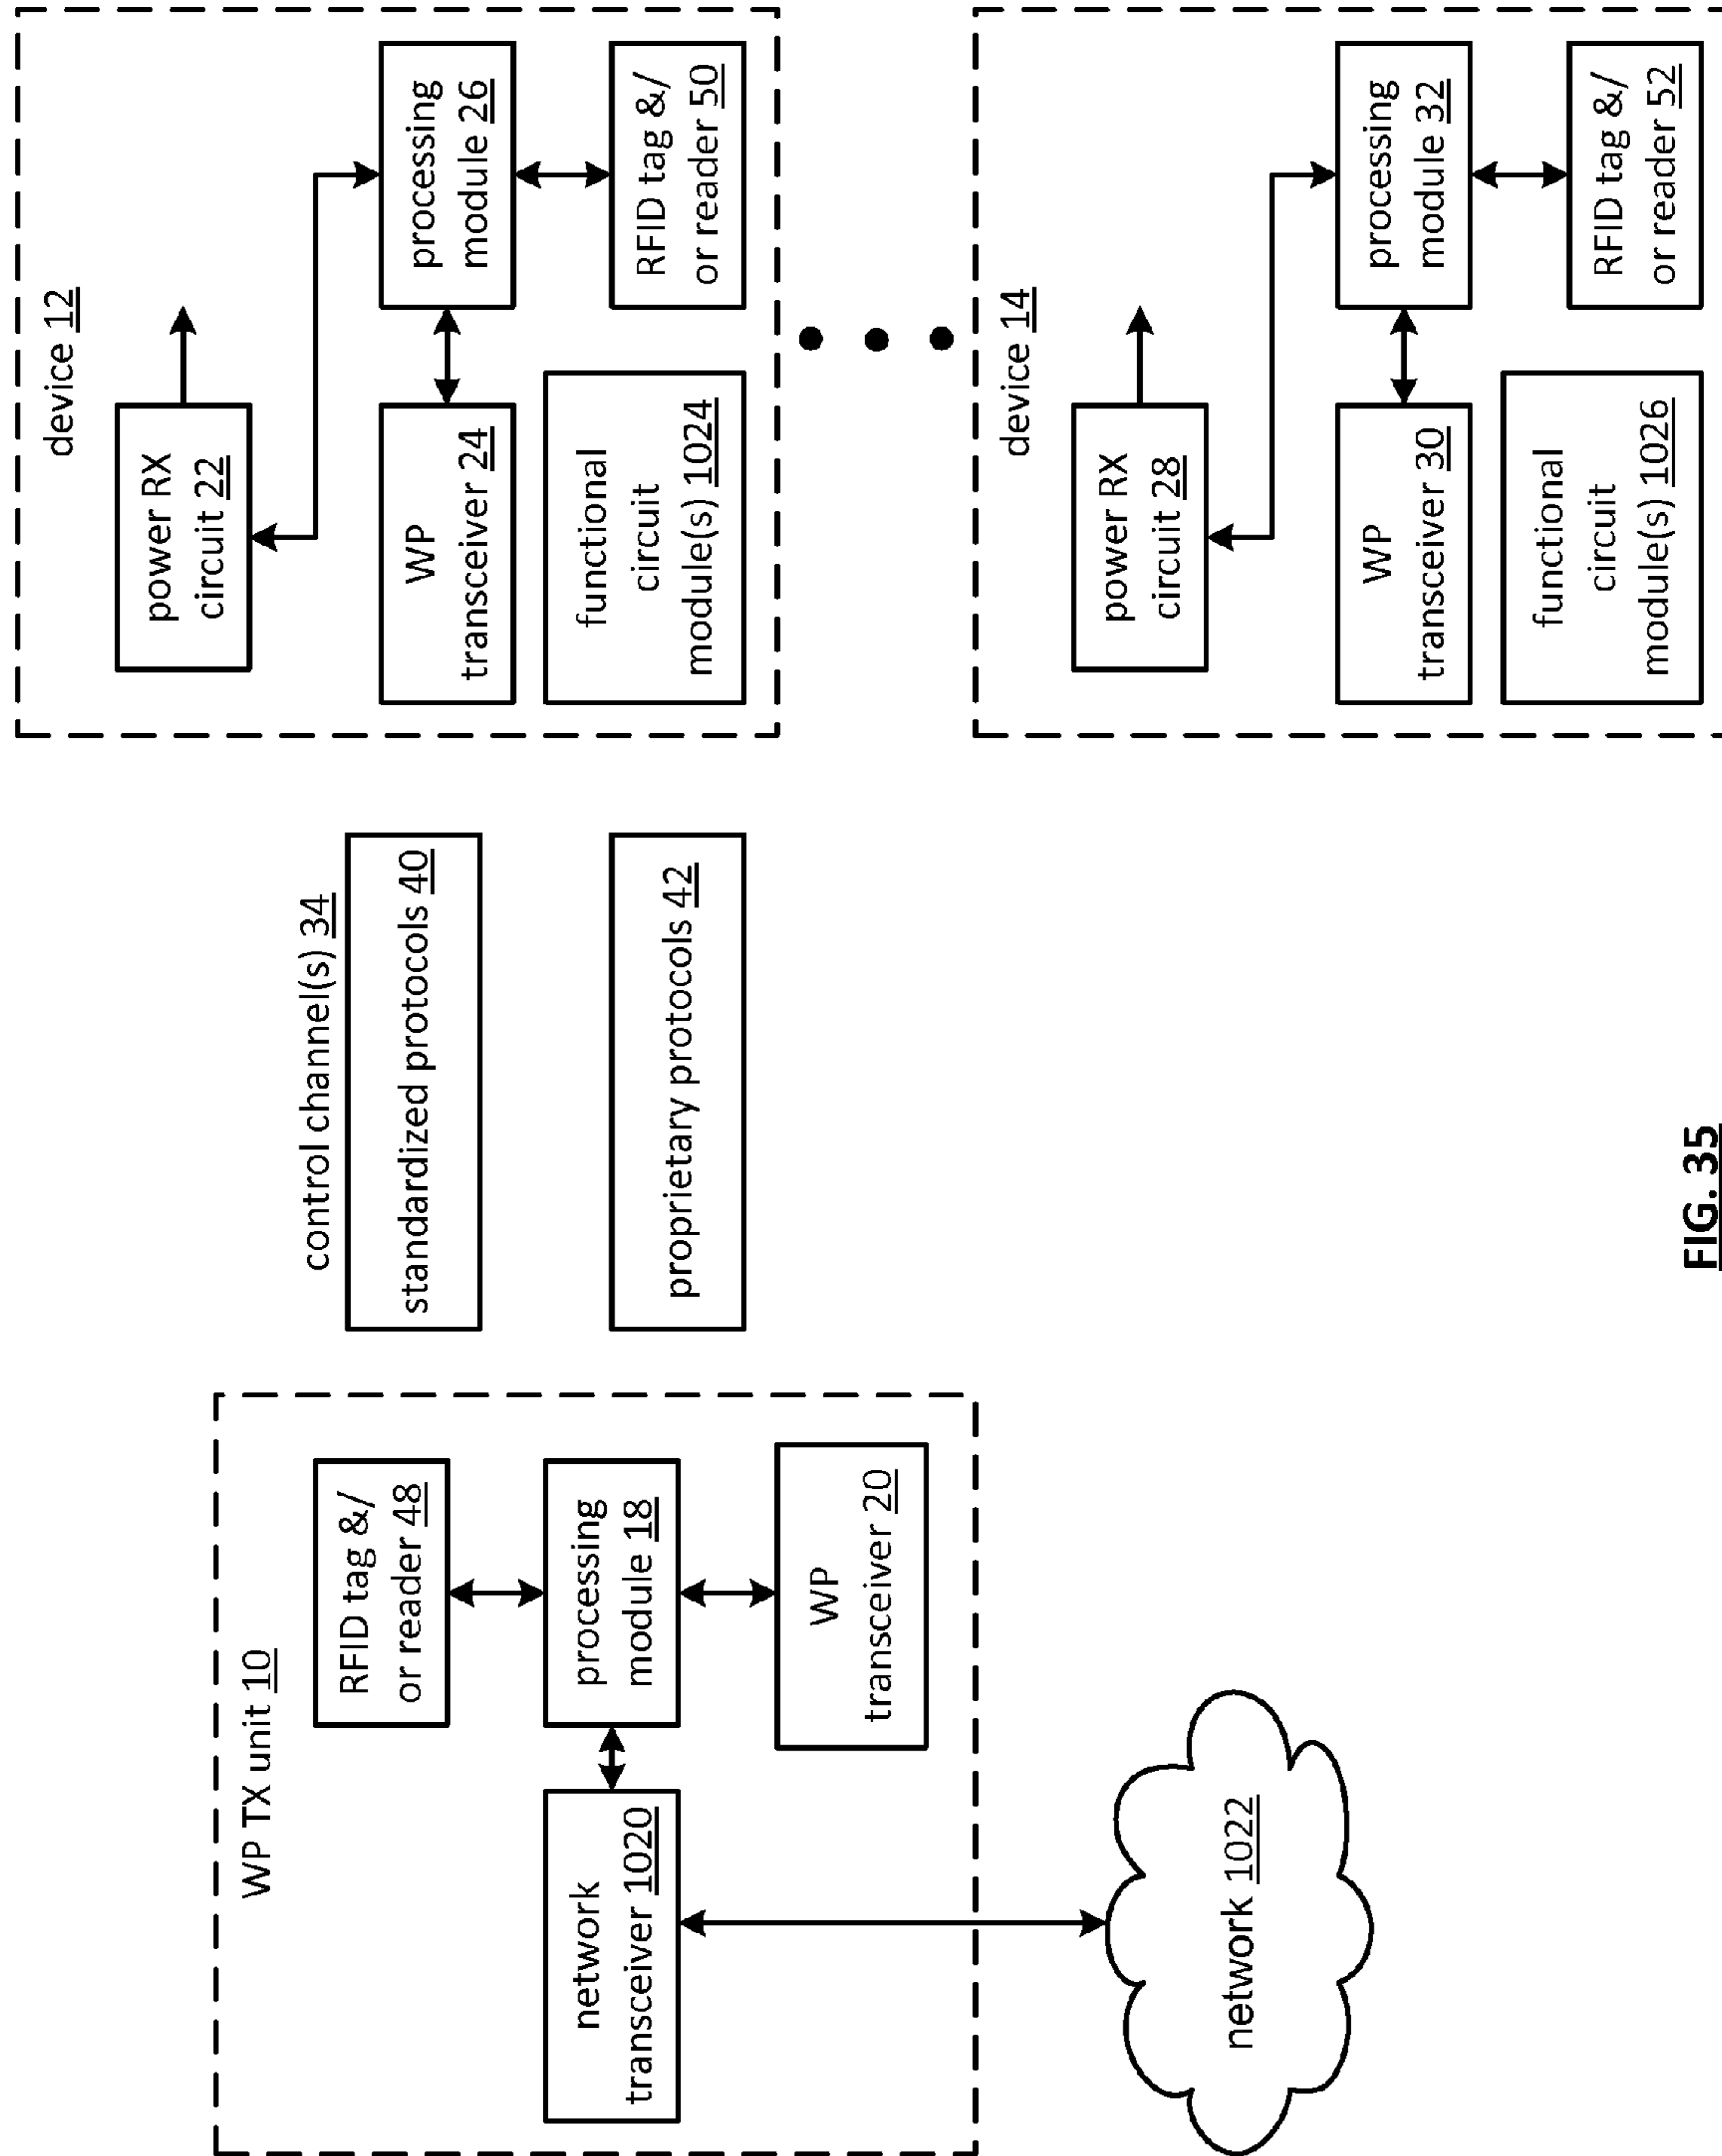 WP TX unit 10
RFID tag &/
or reader 48
network
transceiver 1020
processing
module 18
WP
transceiver 20
network 1022
control channel(s) 34
standardized protocols 40
proprietary protocols 42
device 12
power RX
circuit 22
WP
transceiver 24
processing
module 26
functional
circuit
module(s) 1024
RFID tag &/
or reader 50
device 14
power RX
circuit 28
WP
transceiver 30
processing
module 32
functional
circuit
module(s) 1026
RFID tag &/
or reader 52
FIG. 35